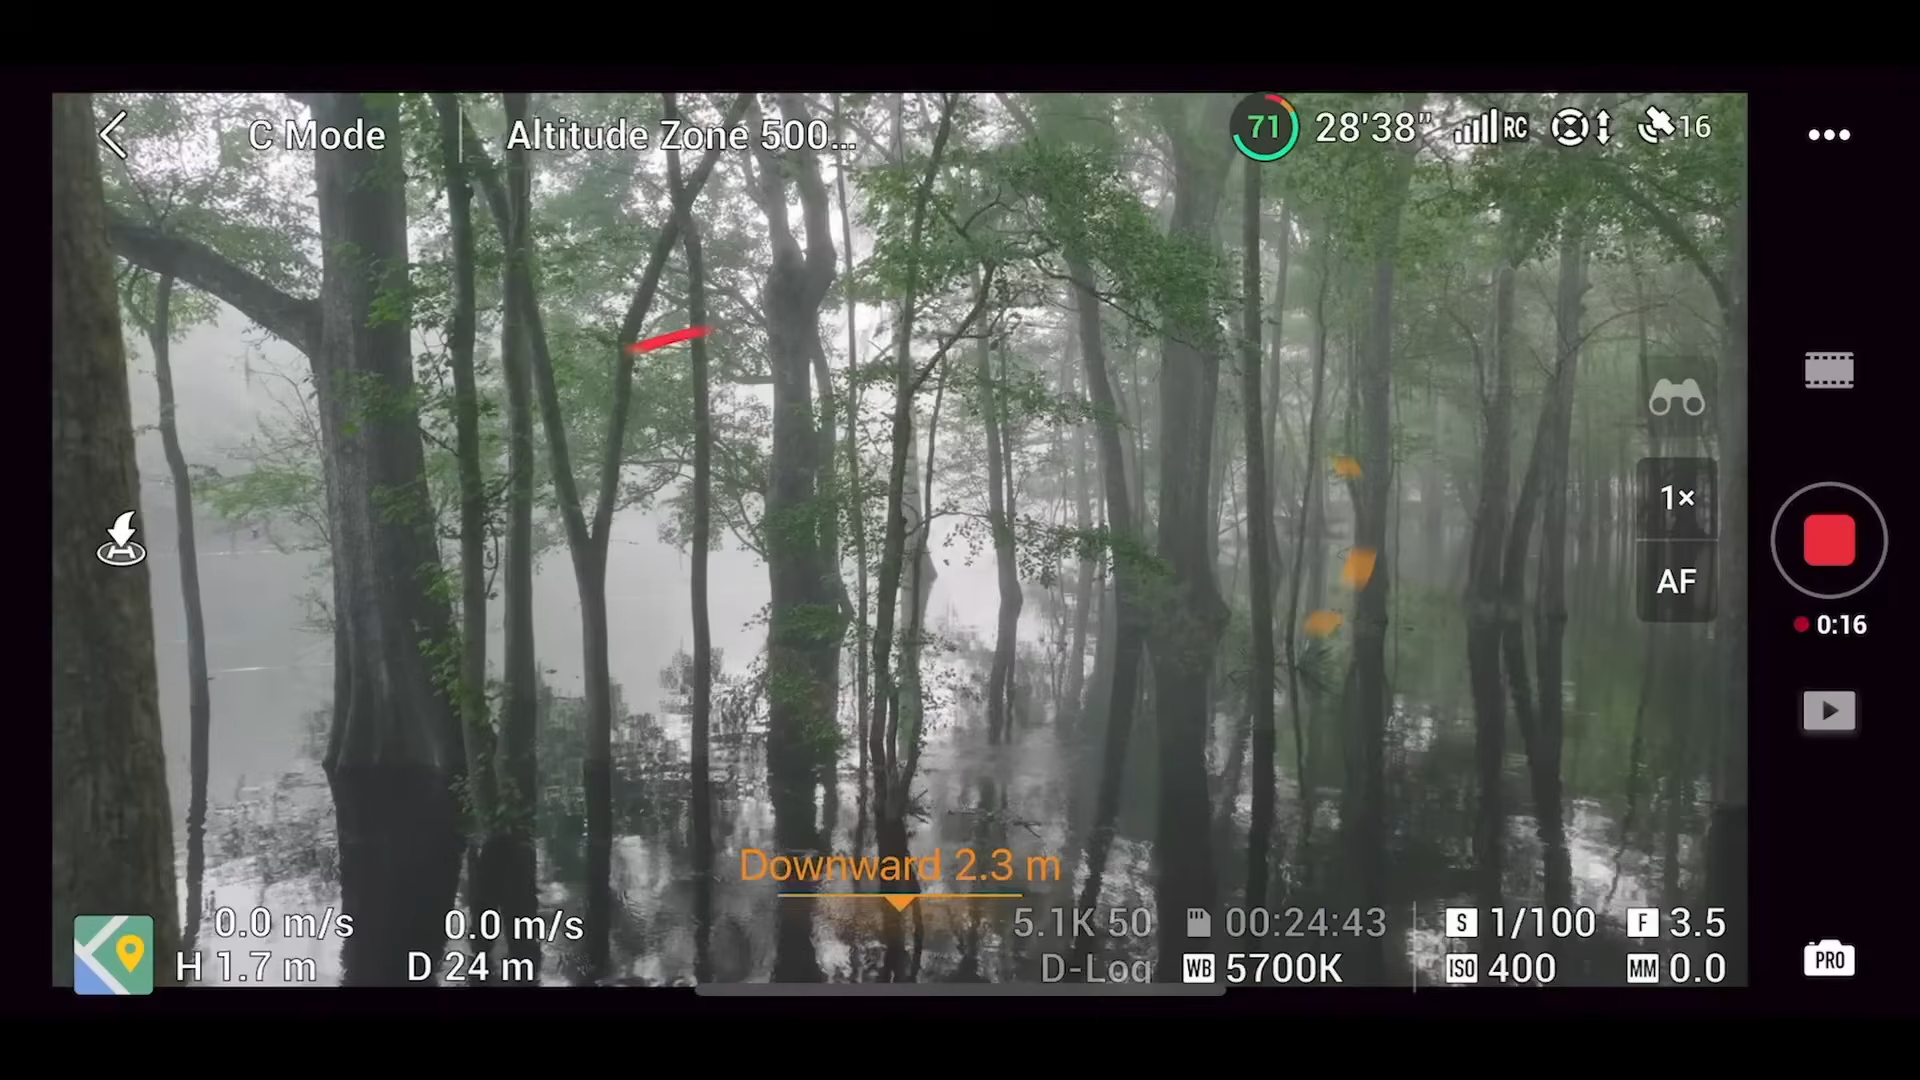 C Mode
Altitude Zone 500...
71
28'38"
RC
16
1×
AF
0:16
Downward 2.3 m
0.0 m/s
0.0 m/s
H 1.7 m
D 24 m
5.1K 50
00:24:43
D-Log
WB 5700K
S 1/100
F 3.5
ISO 400
MM 0.0
PRO